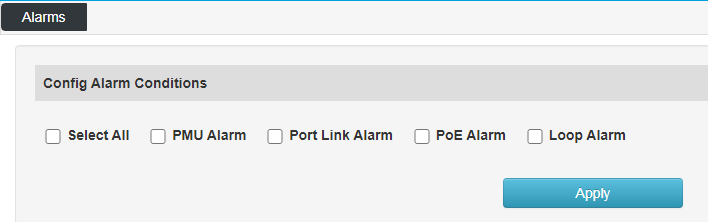 Alarms
Config Alarm Conditions
Select All PMU Alarm Port Link Alarm PoE Alarm Loop Alarm
Apply